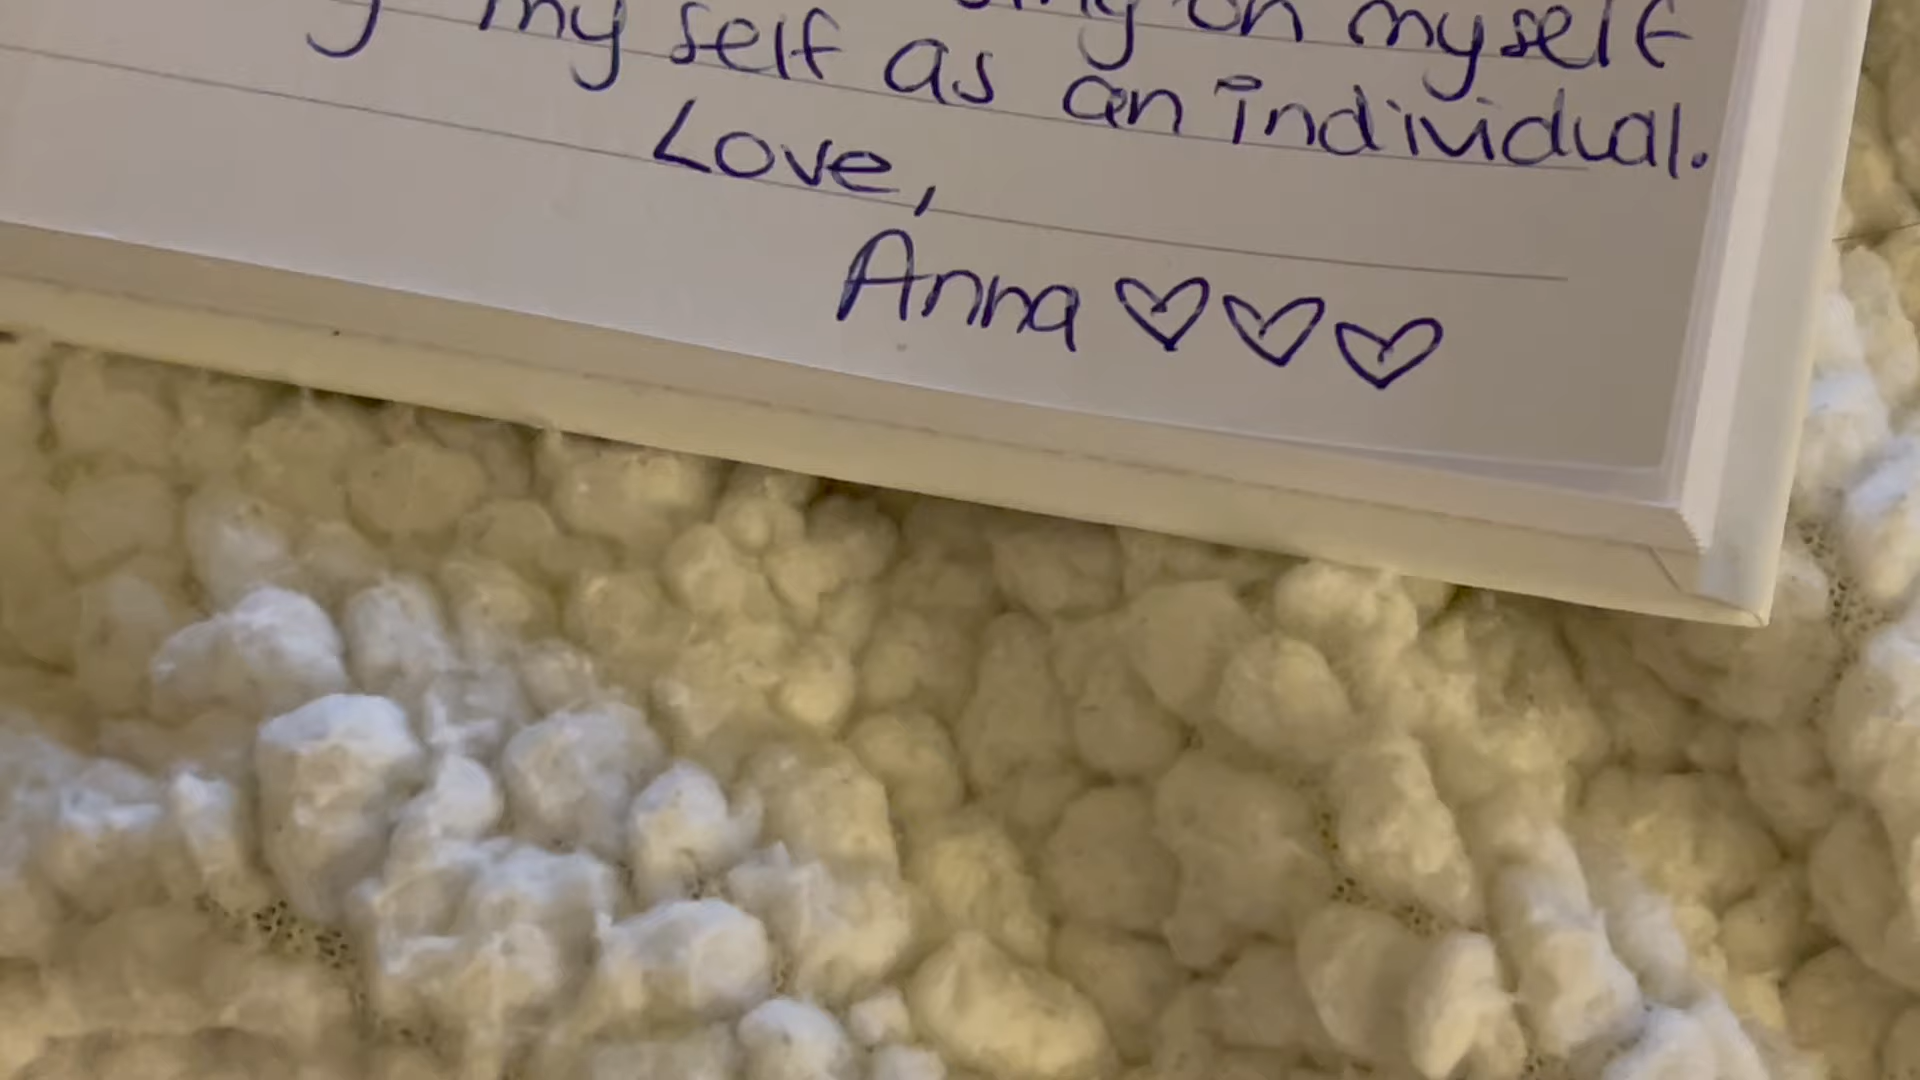 on myself
my self as an individual.
Love,
Anna ♡♡♡